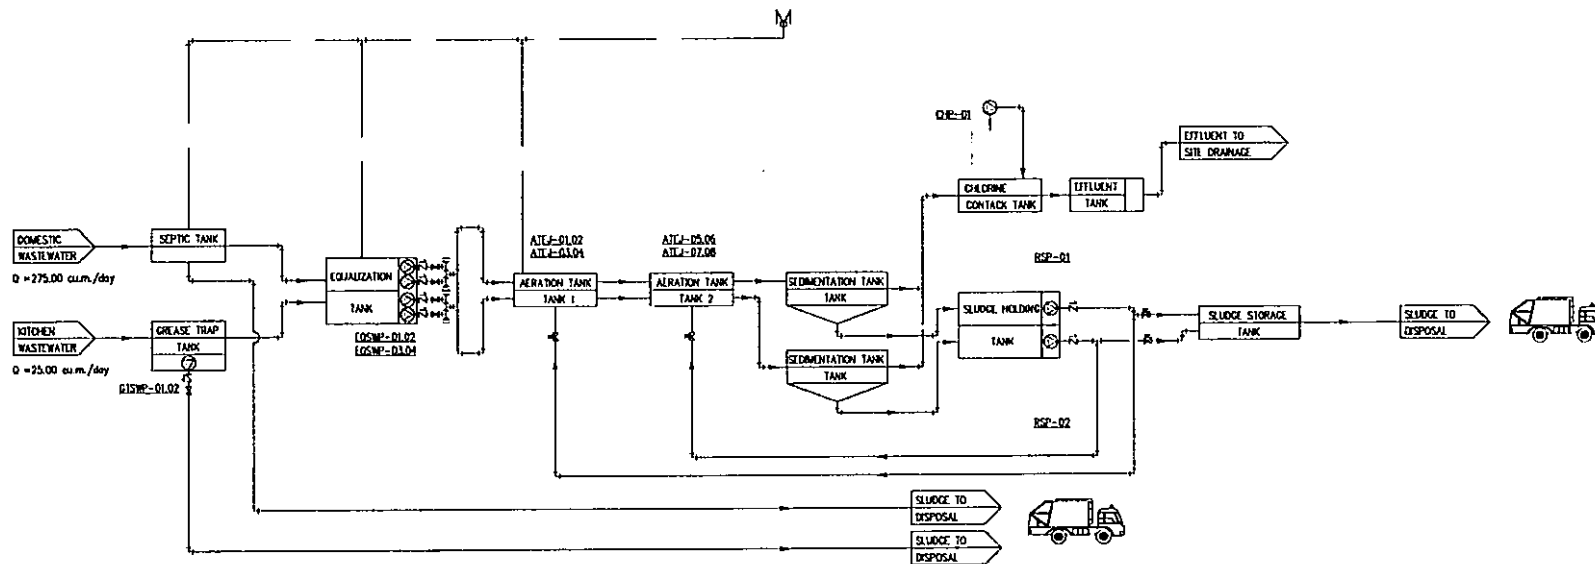 M
CHP-01
EFFLUENT TO
SITE DRAINAGE
CHLORINE
CONTACK TANK
EFFLUENT
TANK
DOMESTIC
WASTEWATER
Q =275.00 cu.m./day
SEPTIC TANK
EQUALIZATION
TANK
EQSWP-01.02
EQSWP-03.04
ATEJ-01.02
ATEJ-03.04
AERATION TANK
TANK 1
ATEJ-05.06
ATEJ-07.08
AERATION TANK
TANK 2
SEDIMENTATION TANK
TANK
RSP-01
SLUDGE HOLDING
TANK
SLUDGE STORAGE
TANK
SLUDGE TO
DISPOSAL
KITCHEN
WASTEWATER
Q =25.00 cu.m./day
GREASE TRAP
TANK
GTSWP-01.02
SEDIMENTATION TANK
TANK
RSP-02
SLUDGE TO
DISPOSAL
SLUDGE TO
DISPOSAL